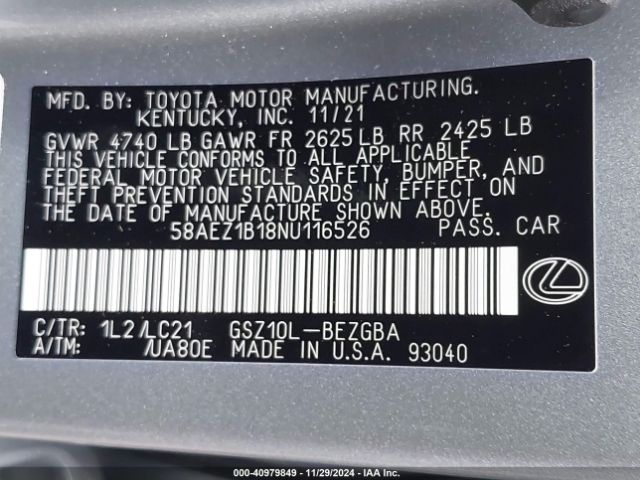 MFD. BY: TOYOTA MOTOR MANUFACTURING.
KENTUCKY, INC. 11/21
GVWR 4740 LB GAWR FR 2625 LB RR 2425 LB
THIS VEHICLE CONFORMS TO ALL APPLICABLE
FEDERAL MOTOR VEHICLE SAFETY, BUMPER, AND
THEFT PREVENTION STANDARDS IN EFFECT ON
THE DATE OF MANUFACTURE SHOWN ABOVE.
58AEZ1B18NU116526 PASS. CAR
C/TR: 1L2/LC21 GSZ10L-BEZGBA
A/TM: /UA80E MADE IN U.S.A. 93040
000-40979849 | 11/29/2024 | IAA Inc.